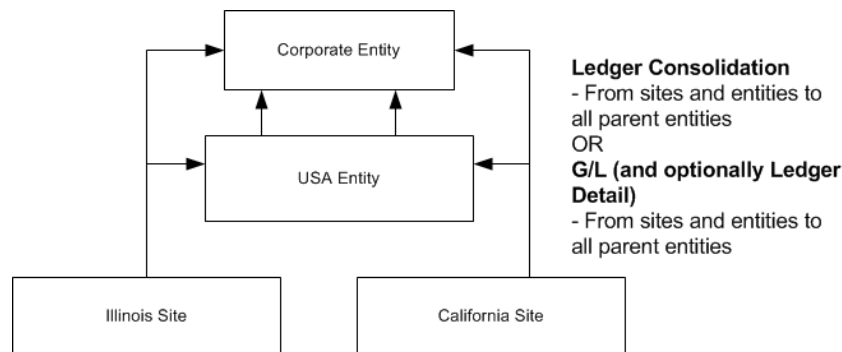 Corporate Entity
USA Entity
Illinois Site
California Site
Ledger Consolidation
- From sites and entities to
all parent entities
OR
G/L (and optionally Ledger
Detail)
- From sites and entities to
all parent entities